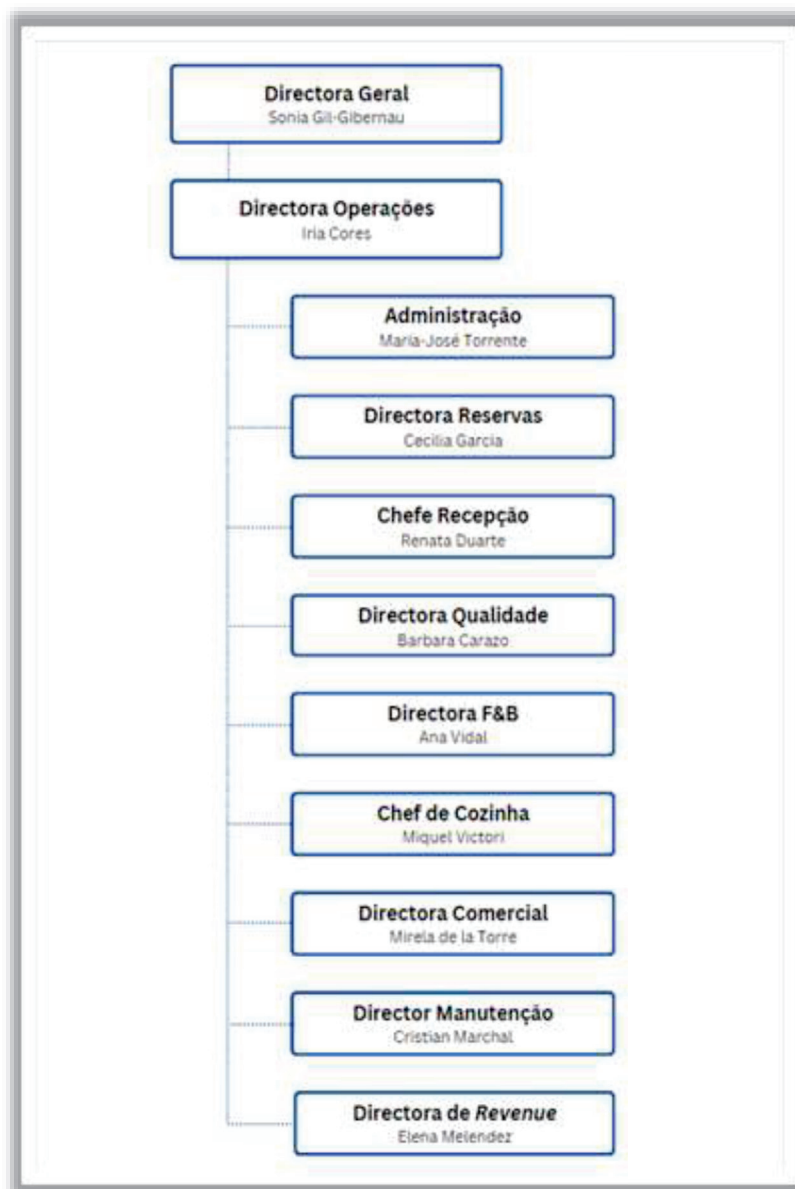 Directora Geral
Sonia Gil-Gibernau
Directora Operações
Iria Cores
Administração
María-José Torrente
Directora Reservas
Cecilia Garcia
Chefe Recepção
Renata Duarte
Directora Qualidade
Barbara Carazo
Directora F&B
Ana Vidal
Chef de Cozinha
Miquel Victori
Directora Comercial
Mirela de la Torre
Director Manutenção
Cristian Marchal
Directora de Revenue
Elena Melendez